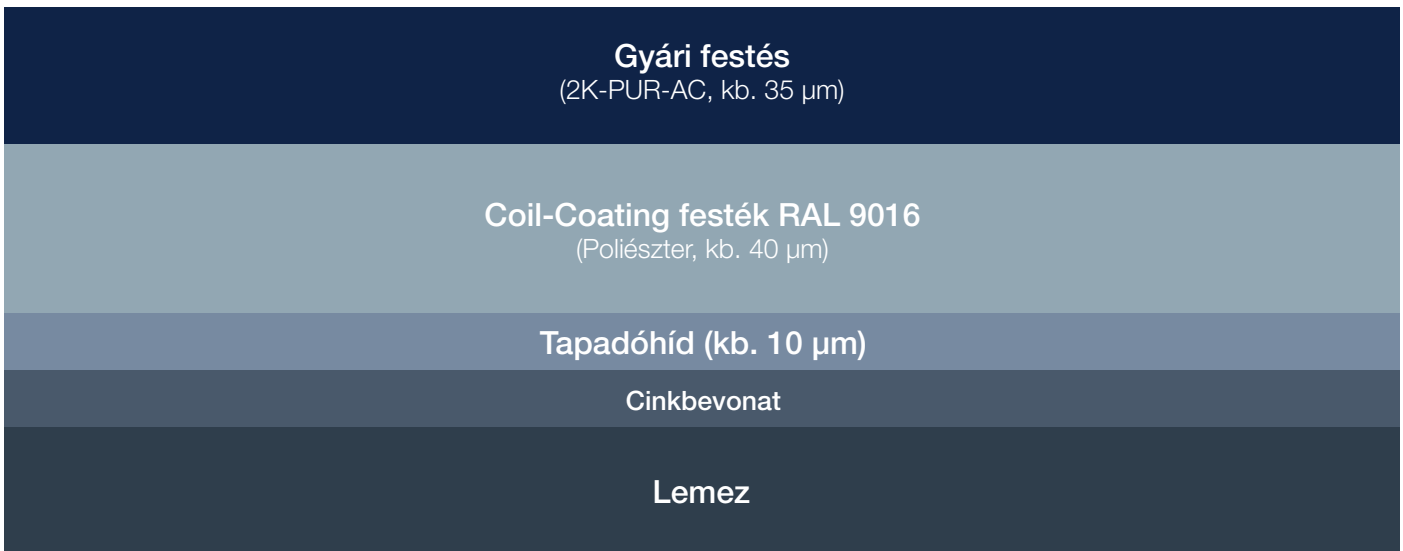 Gyári festés
(2K-PUR-AC, kb. 35 µm)
Coil-Coating festék RAL 9016
(Poliészter, kb. 40 µm)
Tapadóhíd (kb. 10 µm)
Cinkbevonat
Lemez